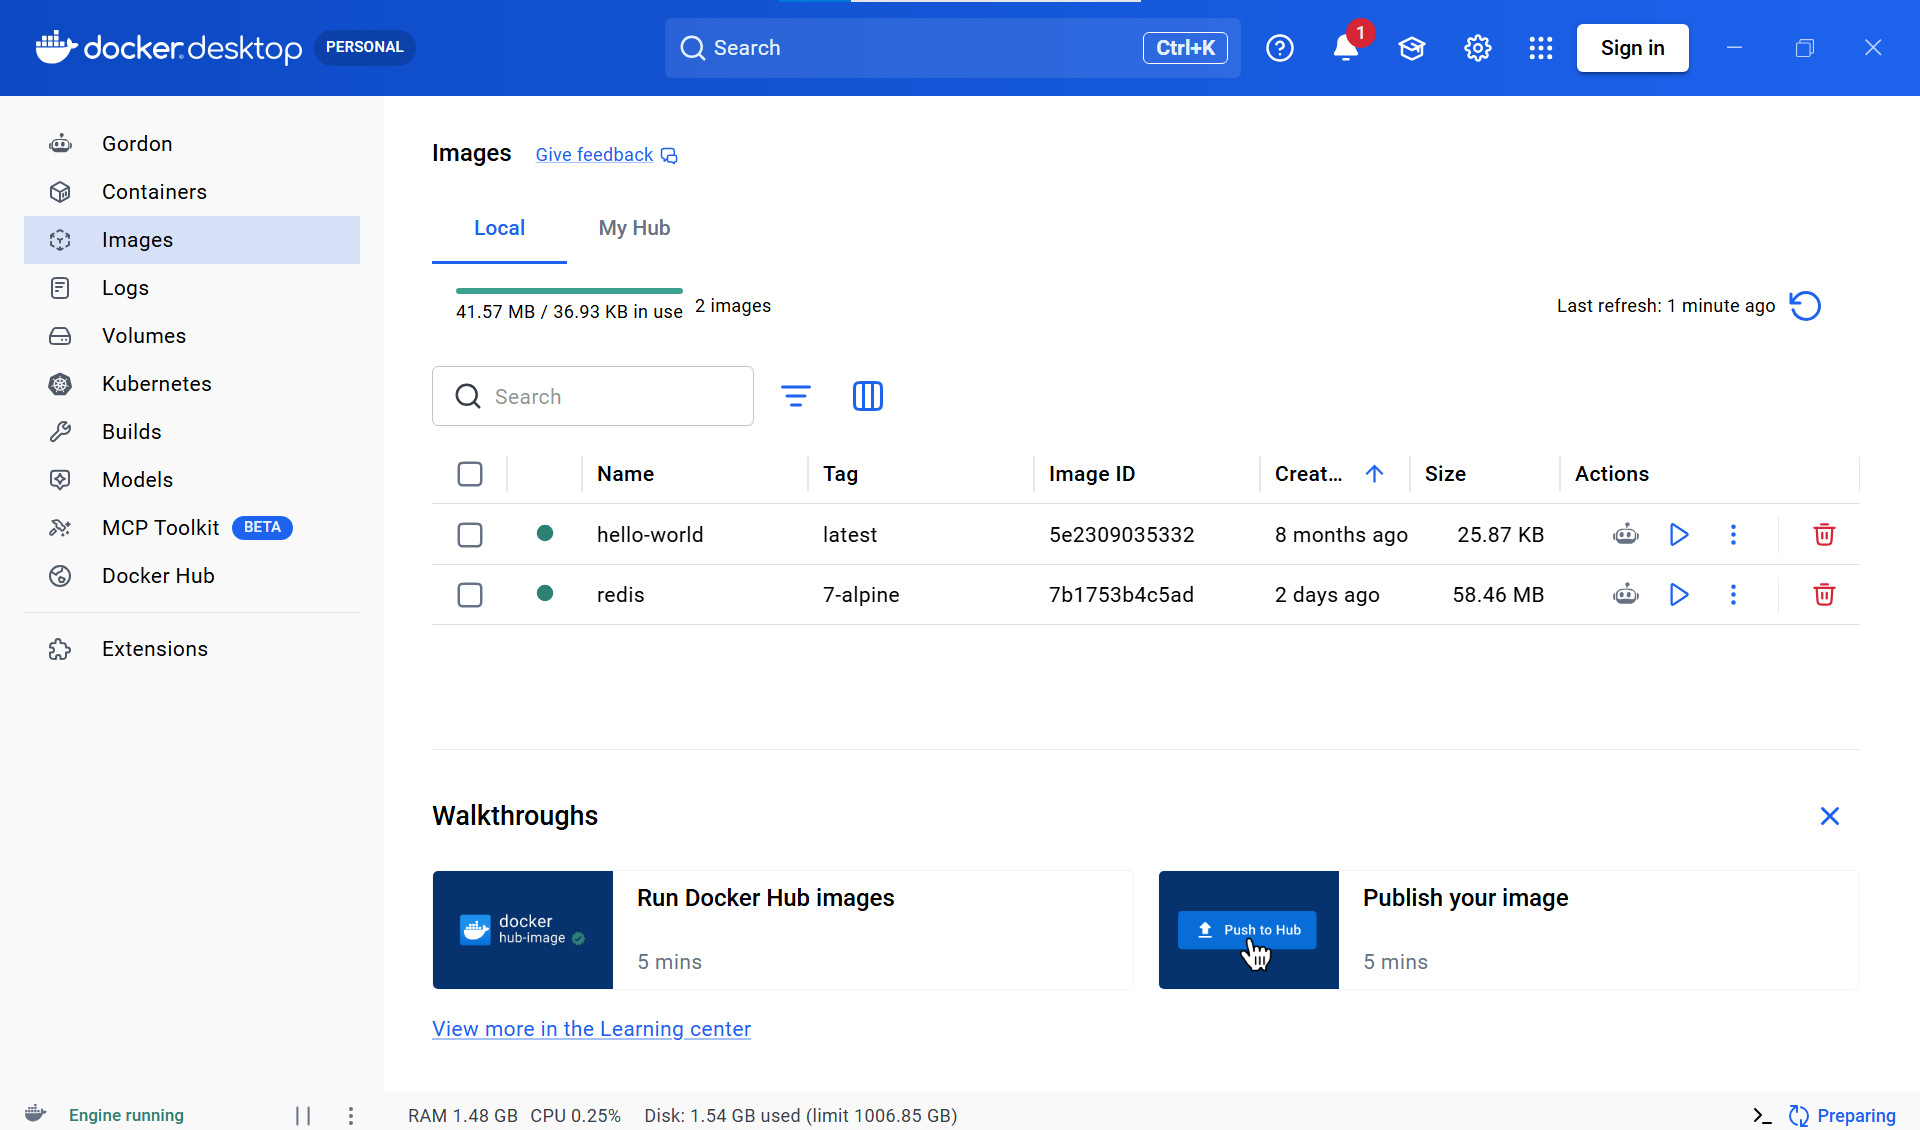 docker.desktop PERSONAL
Search Ctrl+K
1
Sign in
Gordon
Containers
Images
Logs
Volumes
Kubernetes
Builds
Models
MCP Toolkit BETA
Docker Hub
Extensions
Images Give feedback
Local My Hub
41.57 MB / 36.93 KB in use 2 images
Last refresh: 1 minute ago
Search
Name Tag Image ID Creat... Size Actions
hello-world latest 5e2309035332 8 months ago 25.87 KB
redis 7-alpine 7b1753b4c5ad 2 days ago 58.46 MB
Walkthroughs
docker
hub-image
Run Docker Hub images
5 mins
Push to Hub
Publish your image
5 mins
View more in the Learning center
Engine running
RAM 1.48 GB CPU 0.25% Disk: 1.54 GB used (limit 1006.85 GB)
Preparing